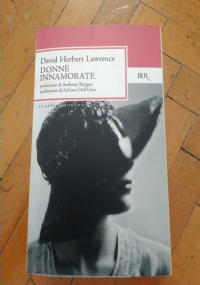 David Herbert Lawrence
DONNE
INNAMORATE
prefazione di Anthony Burgess
traduzione di Adriana Dell'Orto
BUR
CLASSICI MODERNI